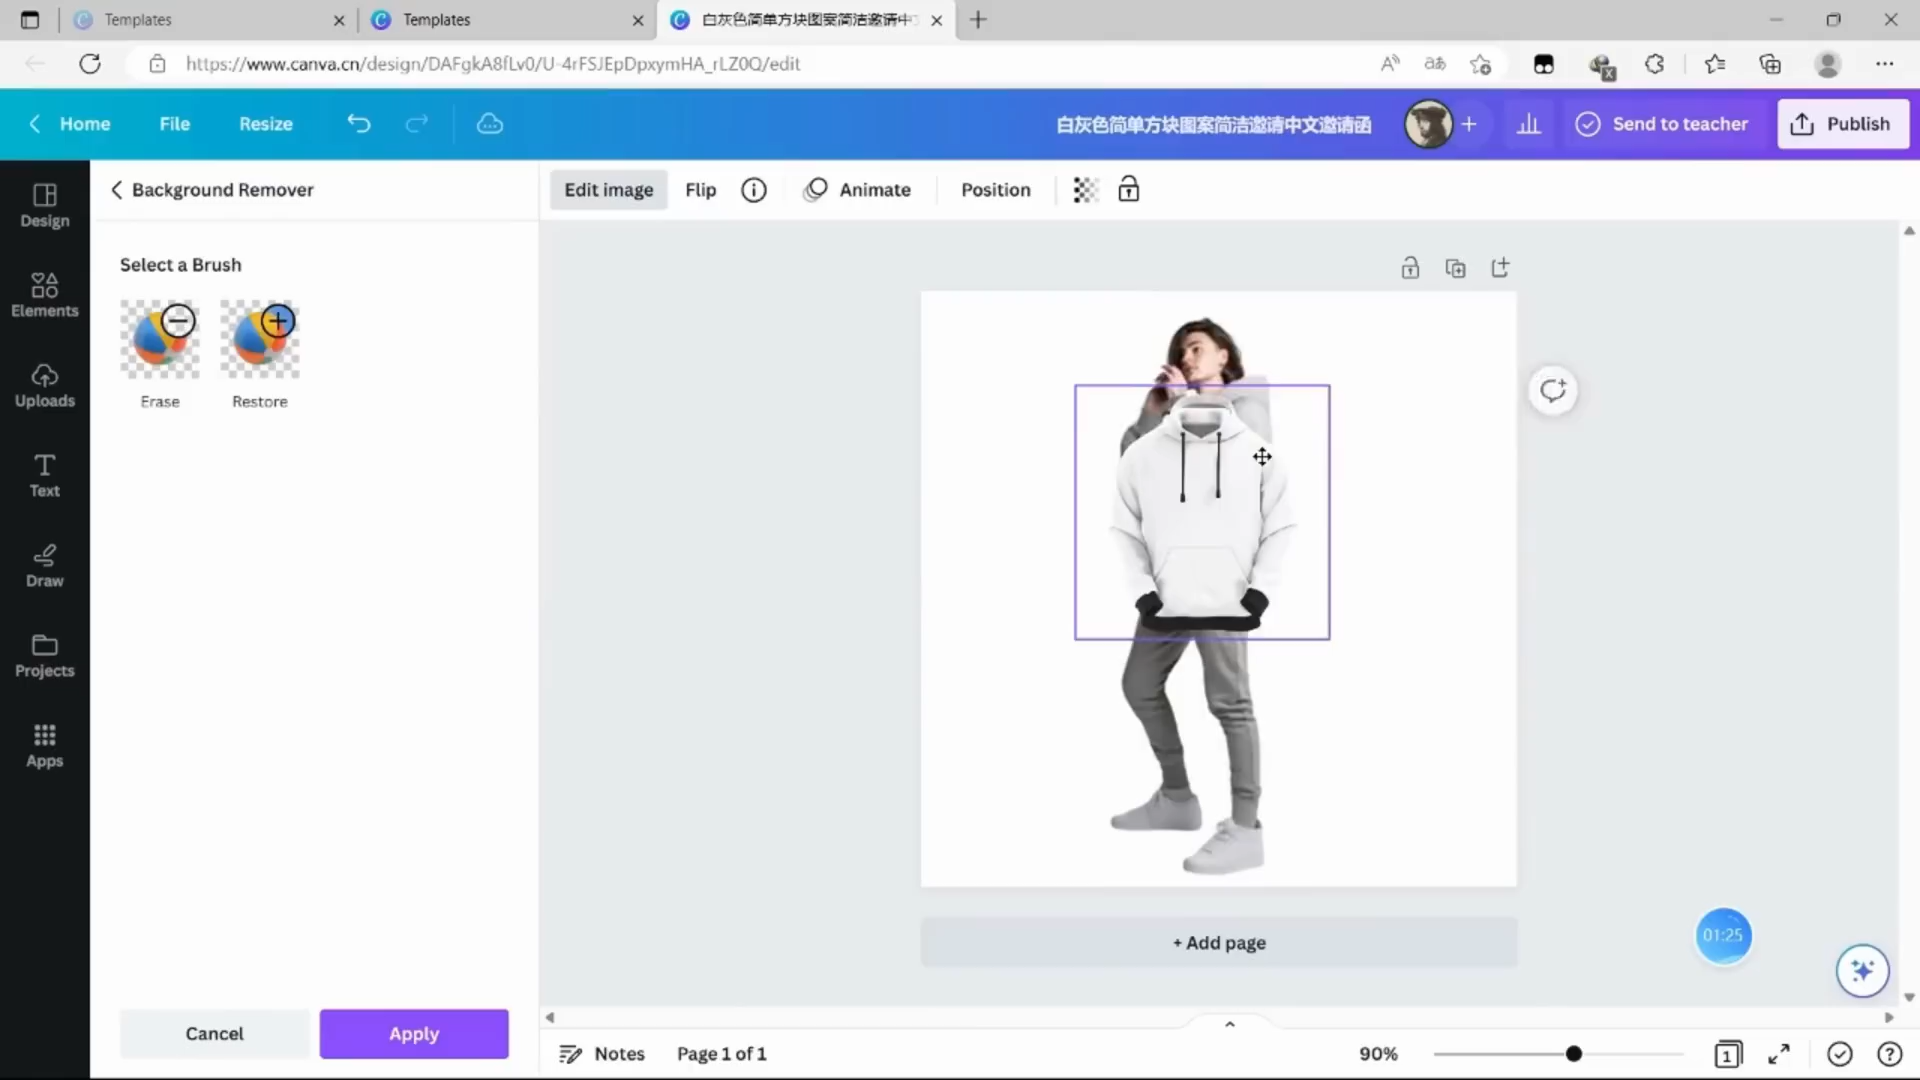 Templates
Templates
白灰色简单方块图案简洁邀请中
https://www.canva.cn/design/DAFgkA8fLv0/U-4rFSJEpDpxymHA_rLZ0Q/edit
Home
File
Resize
白灰色简单方块图案简洁邀请中文邀请函
Send to teacher
Publish
Background Remover
Edit image
Flip
Animate
Position
Design
Elements
Uploads
Text
Draw
Projects
Apps
Select a Brush
Erase
Restore
+ Add page
01:25
Cancel
Apply
Notes
Page 1 of 1
90%
1